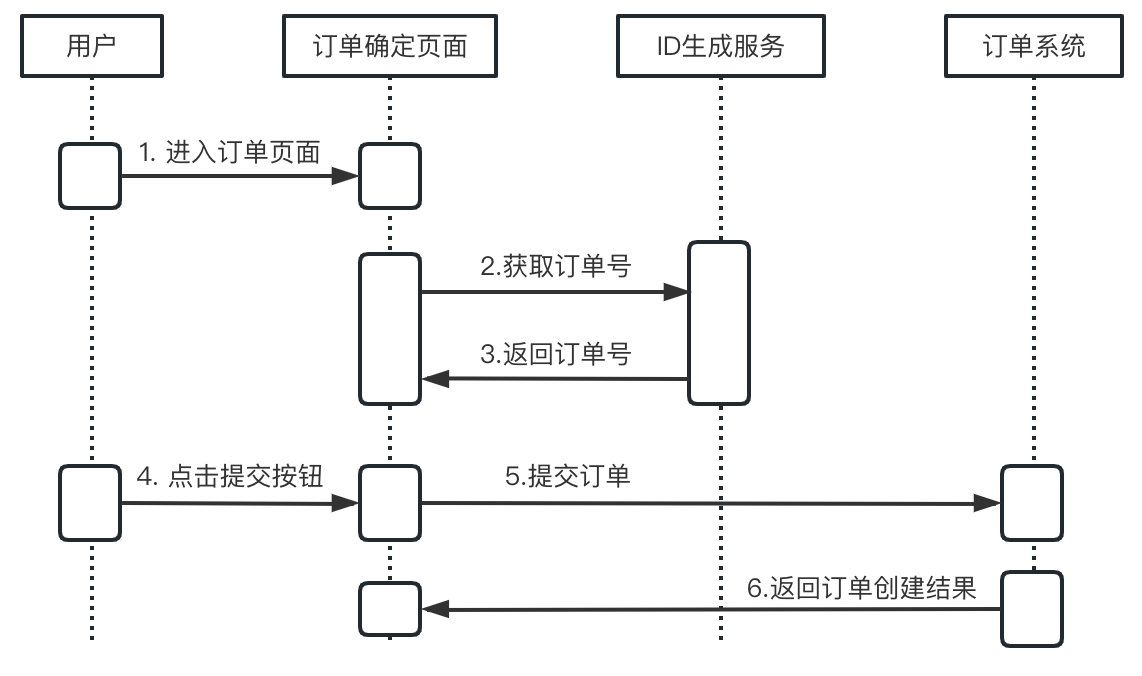 用户
订单确定页面
ID生成服务
订单系统
1. 进入订单页面
2.获取订单号
3.返回订单号
4. 点击提交按钮
5.提交订单
6.返回订单创建结果